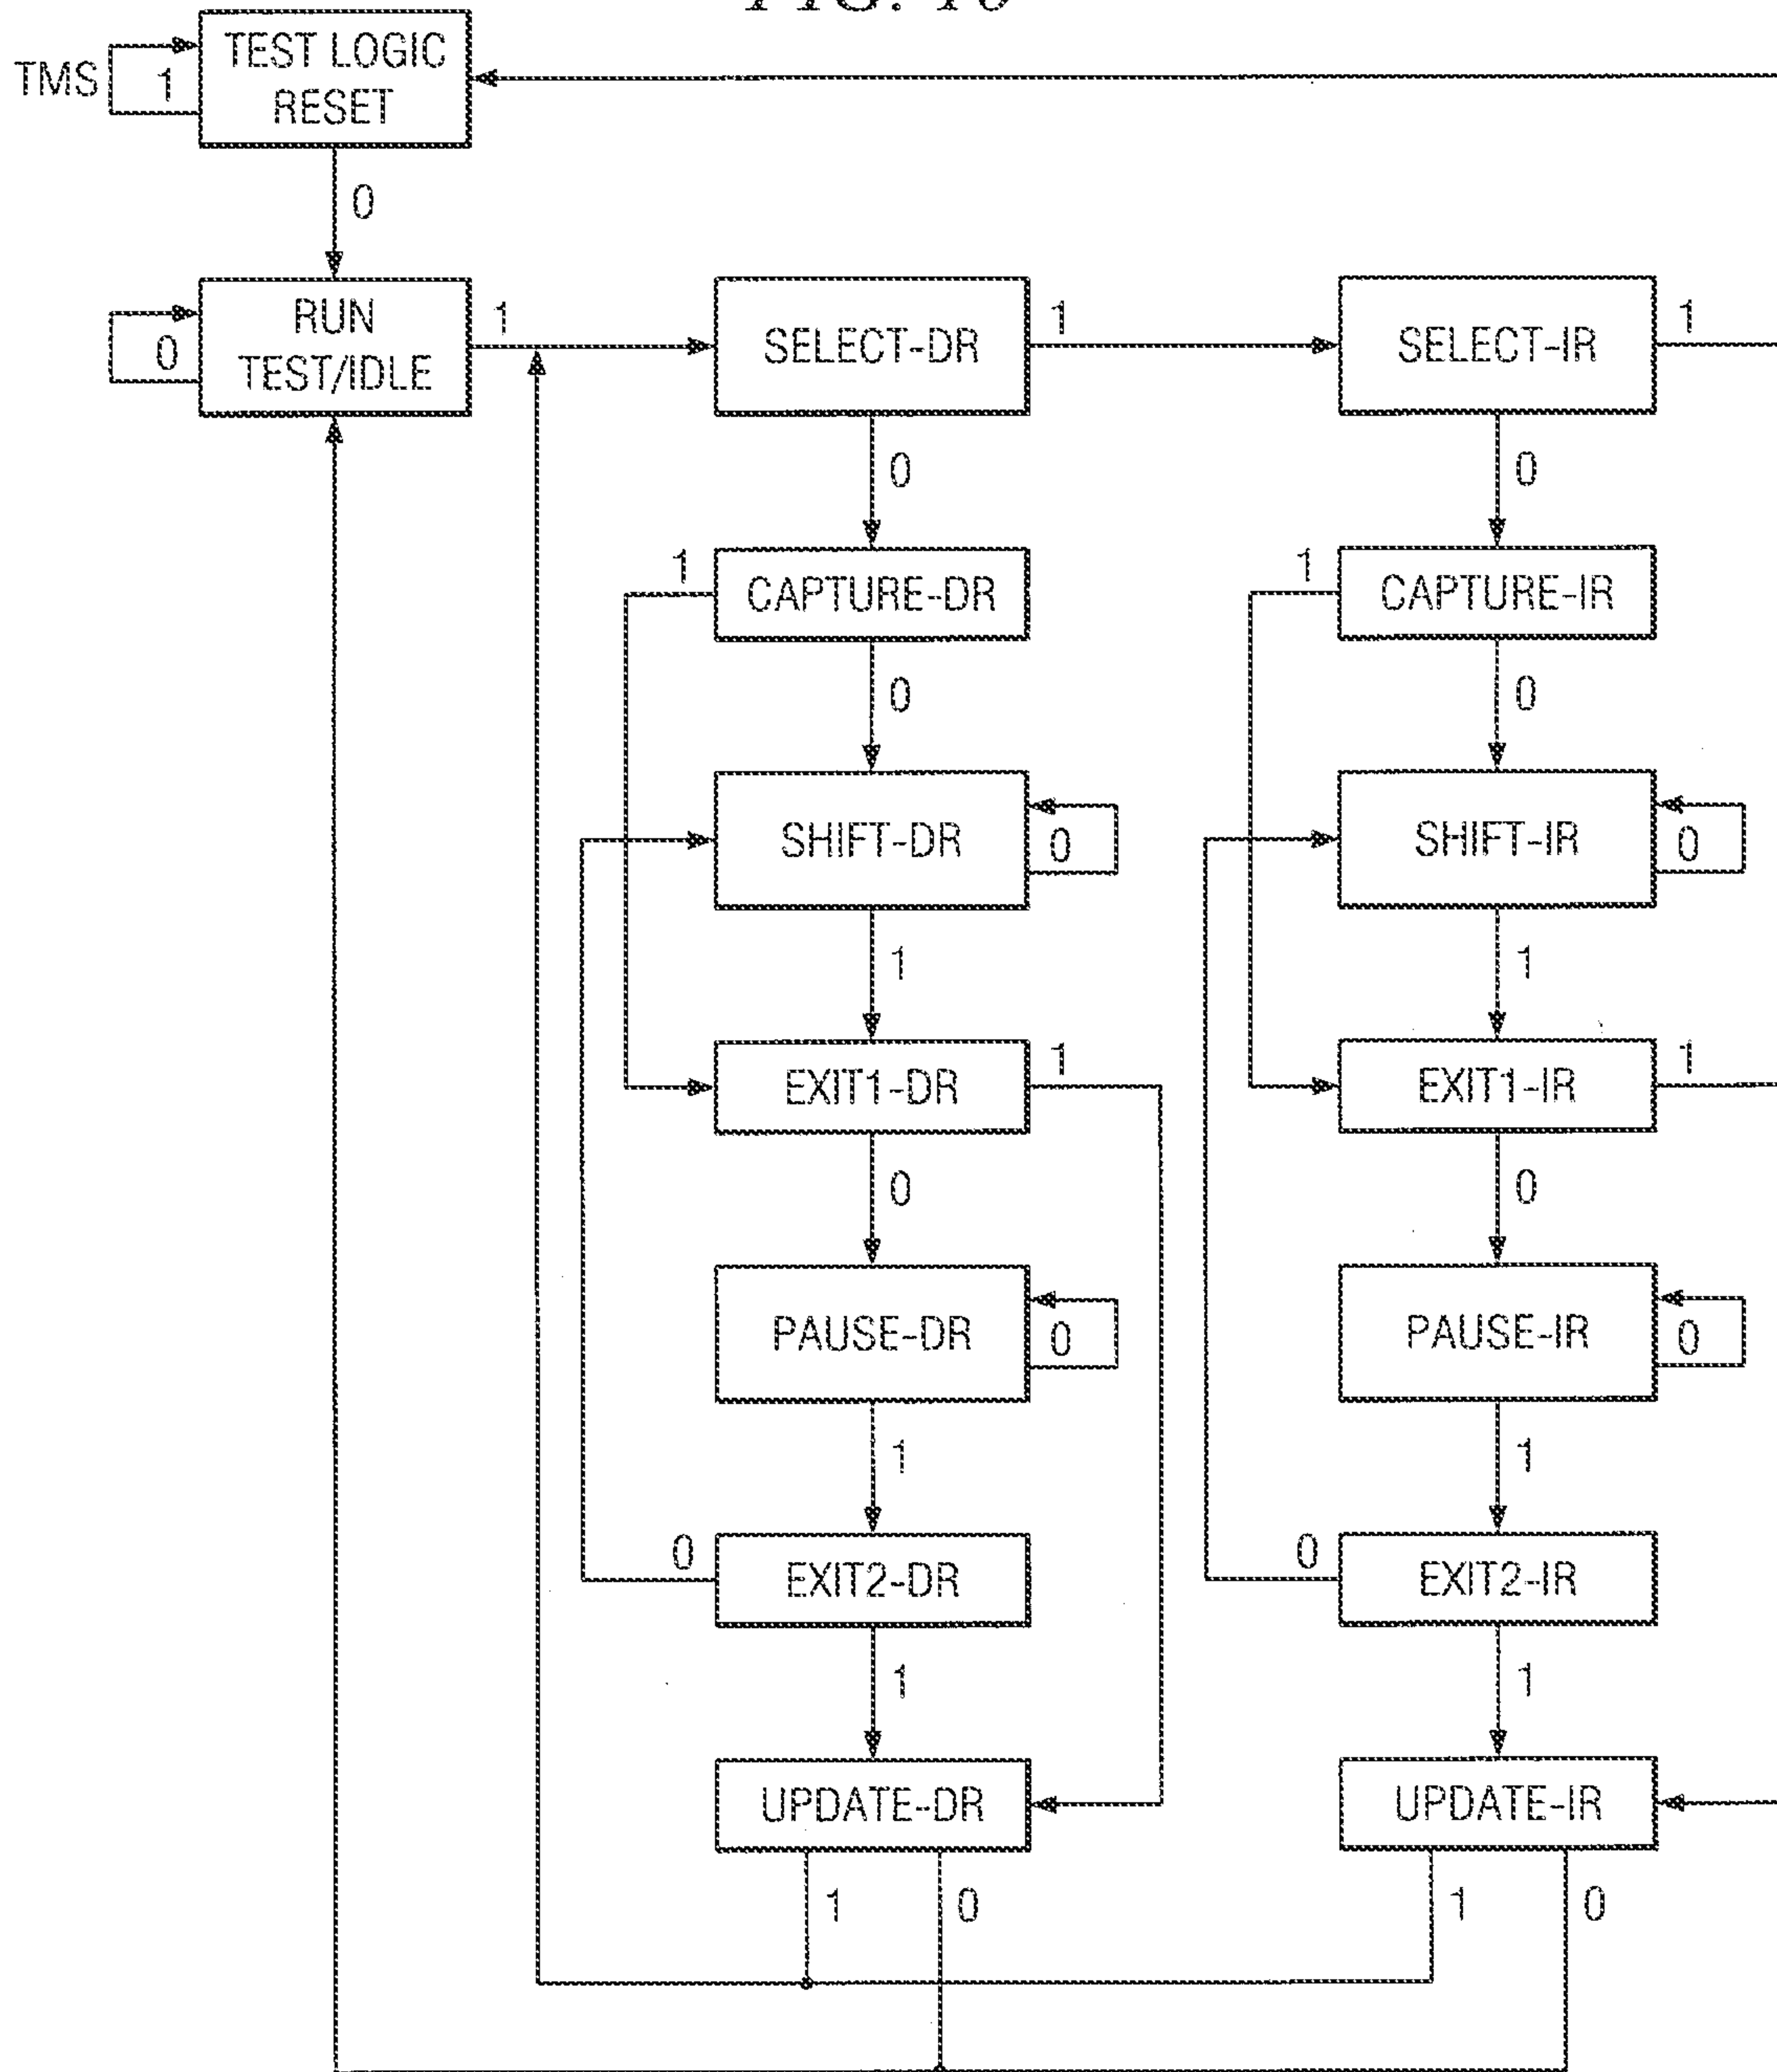 FIG. 10
TEST LOGIC
RESET
TMS
1
0
RUN
TEST/IDLE
0
1
SELECT-DR
1
SELECT-IR
1
0
0
1
CAPTURE-DR
1
CAPTURE-IR
0
0
SHIFT-DR
0
SHIFT-IR
0
1
1
EXIT1-DR
1
EXIT1-IR
1
0
0
PAUSE-DR
0
PAUSE-IR
0
1
1
0
EXIT2-DR
0
EXIT2-IR
1
1
UPDATE-DR
UPDATE-IR
1
0
1
0